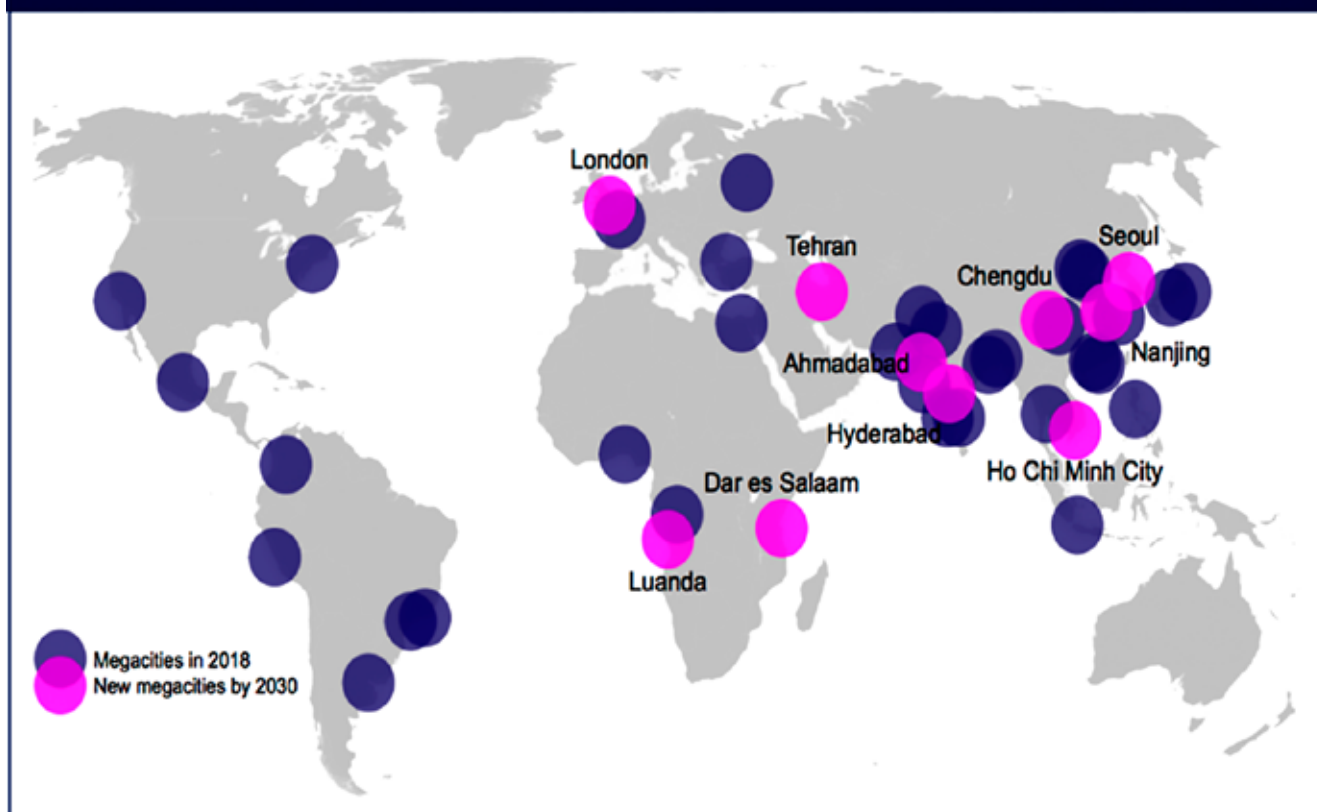 London
Tehran
Seoul
Chengdu
Nanjing
Ahmadabad
Hyderabad
Ho Chi Minh City
Dar es Salaam
Luanda
Megacities in 2018
New megacities by 2030